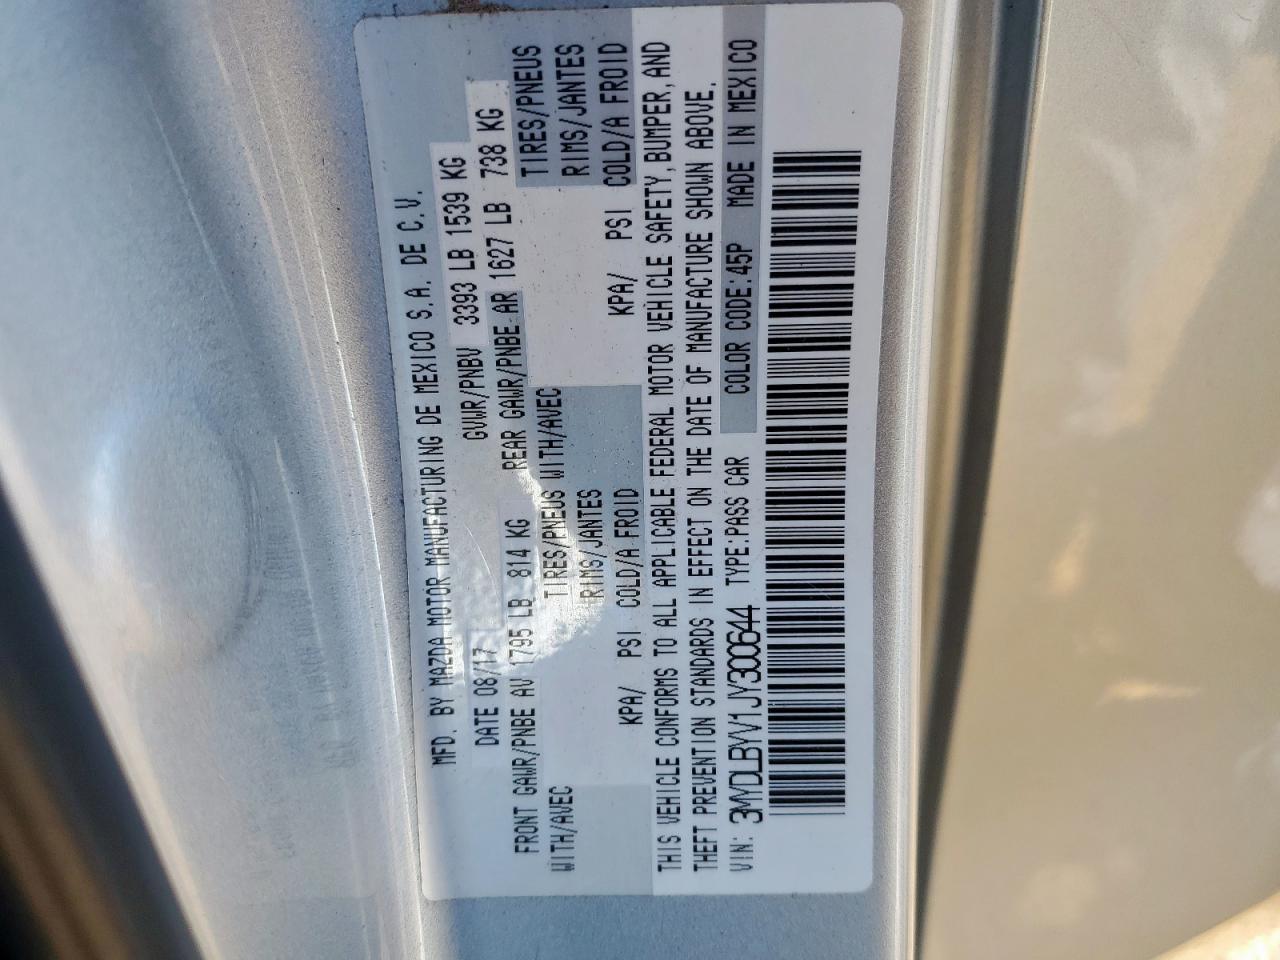 MFD. BY MAZDA MOTOR MANUFACTURING DE MEXICO S.A. DE C.V.
DATE 08/17 GVWR/PNBV 3393 LB 1539 KG
FRONT GAWR/PNBE AV 1795 LB 814 KG REAR GAWR/PNBE AR 1627 LB 738 KG
WITH/AVEC TIRES/PNEUS WITH/AVEC TIRES/PNEUS
RIMS/JANTES RIMS/JANTES
KPA/ PSI COLD/A FROID KPA/ PSI COLD/A FROID
THIS VEHICLE CONFORMS TO ALL APPLICABLE FEDERAL MOTOR VEHICLE SAFETY, BUMPER, AND
THEFT PREVENTION STANDARDS IN EFFECT ON THE DATE OF MANUFACTURE SHOWN ABOVE.
VIN: 3MYDLBYV1JY300644 TYPE:PASS CAR COLOR CODE:45P MADE IN MEXICO